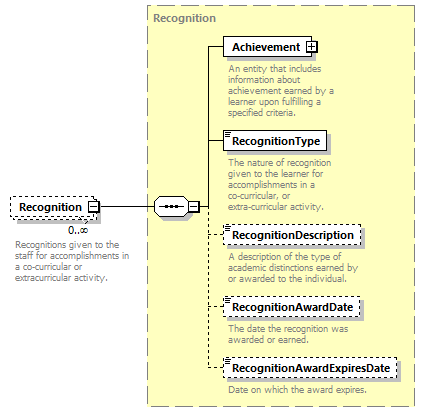 Recognition
Achievement
An entity that includes
information about
achievement earned by a
learner upon fulfilling a
specified criteria.
RecognitionType
The nature of recognition
given to the learner for
accomplishments in a
co-curricular, or
extra-curricular activity.
Recognition
0..∞
Recognitions given to the
staff for accomplishments in
a co-curricular or
extracurricular activity.
RecognitionDescription
A description of the type of
academic distinctions earned by
or awarded to the individual.
RecognitionAwardDate
The date the recognition was
awarded or earned.
RecognitionAwardExpiresDate
Date on which the award expires.